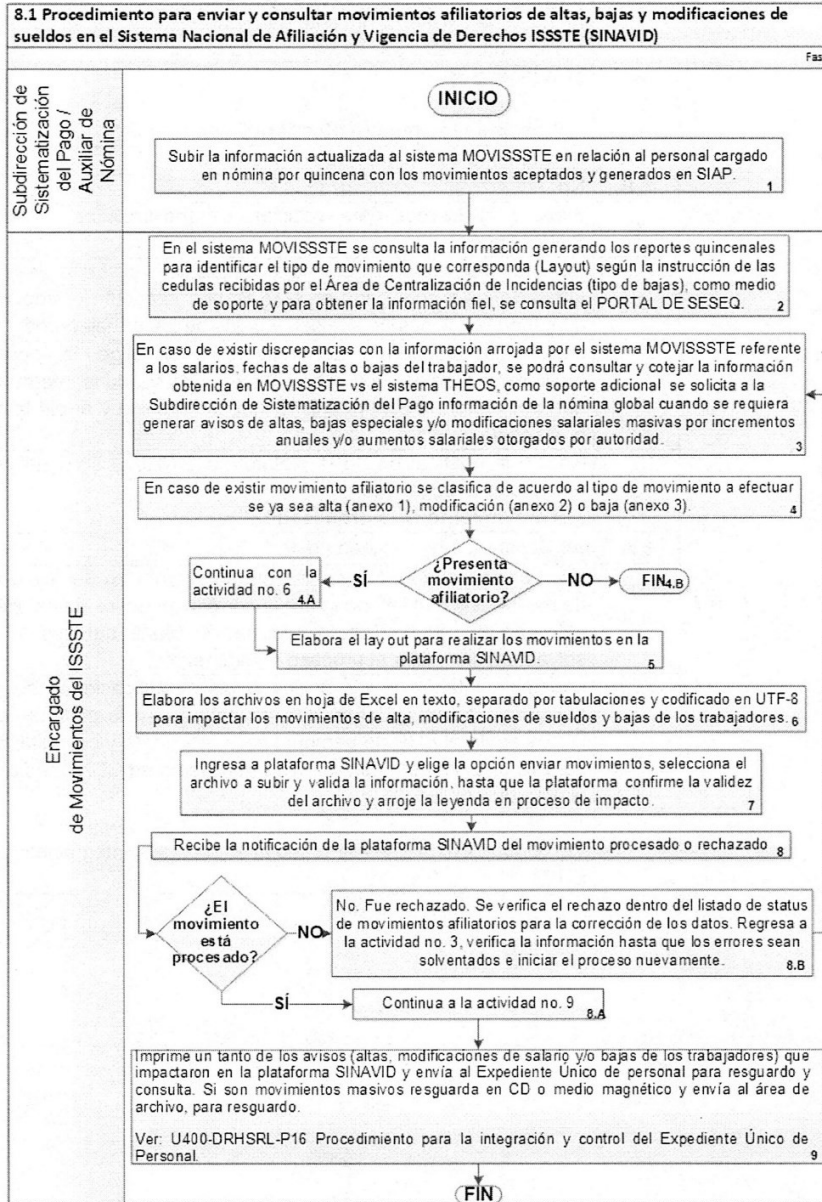 8.1 Procedimiento para enviar y consultar movimientos afiliatorios de altas, bajas y modificaciones de
sueldos en el Sistema Nacional de Afiliación y Vigencia de Derechos ISSSTE (SINAVID)
Fas
Subdirección de
Sistematización
del Pago /
Auxiliar de
Nómina
INICIO
Subir la información actualizada al sistema MOVISSSTE en relación al personal cargado
en nómina por quincena con los movimientos aceptados y generados en SIAP.
1
Encargado
de Movimientos del ISSSTE
En el sistema MOVISSSTE se consulta la información generando los reportes quincenales
para identificar el tipo de movimiento que corresponda (Layout) según la instrucción de las
cedulas recibidas por el Área de Centralización de Incidencias (tipo de bajas), como medio
de soporte y para obtener la información fiel, se consulta el PORTAL DE SESEQ.
2
En caso de existir discrepancias con la información arrojada por el sistema MOVISSSTE referente
a los salarios, fechas de altas o bajas del trabajador, se podrá consultar y cotejar la información
obtenida en MOVISSSTE vs el sistema THEOS, como soporte adicional se solicita a la
Subdirección de Sistematización del Pago información de la nómina global cuando se requiera
generar avisos de altas, bajas especiales y/o modificaciones salariales masivas por incrementos
anuales y/o aumentos salariales otorgados por autoridad.
3
En caso de existir movimiento afiliatorio se clasifica de acuerdo al tipo de movimiento a efectuar
se ya sea alta (anexo 1), modificación (anexo 2) o baja (anexo 3).
4
¿Presenta
movimiento
afiliatorio?
SÍ
Continua con la
actividad no. 6
4.A
NO
FIN
4.B
Elabora el lay out para realizar los movimientos en la
plataforma SINAVID.
5
Elabora los archivos en hoja de Excel en texto, separado por tabulaciones y codificado en UTF-8
para impactar los movimientos de alta, modificaciones de sueldos y bajas de los trabajadores.
6
Ingresa a plataforma SINAVID y elige la opción enviar movimientos, selecciona el
archivo a subir y valida la información, hasta que la plataforma confirme la validez
del archivo y arroje la leyenda en proceso de impacto.
7
Recibe la notificación de la plataforma SINAVID del movimiento procesado o rechazado
8
¿El
movimiento
está
procesado?
NO
No. Fue rechazado. Se verifica el rechazo dentro del listado de status
de movimientos afiliatorios para la corrección de los datos. Regresa a
la actividad no. 3, verifica la información hasta que los errores sean
solventados e iniciar el proceso nuevamente.
8.B
SÍ
Continua a la actividad no. 9
8.A
Imprime un tanto de los avisos (altas, modificaciones de salario y/o bajas de los trabajadores) que
impactaron en la plataforma SINAVID y envía al Expediente Único de personal para resguardo y
consulta. Si son movimientos masivos resguarda en CD o medio magnético y envía al área de
archivo, para resguardo.
Ver: U400-DRHSRL-P16 Procedimiento para la integración y control del Expediente Único de
Personal.
9
FIN